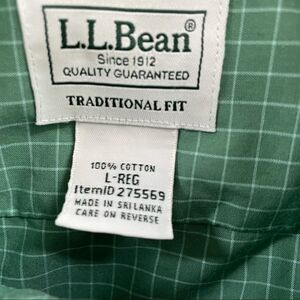 L.L.Bean®
Since 1912
QUALITY GUARANTEED
TRADITIONAL FIT
100% COTTON
L-REG
ItemID 275569
MADE IN SRI LANKA
CARE ON REVERSE